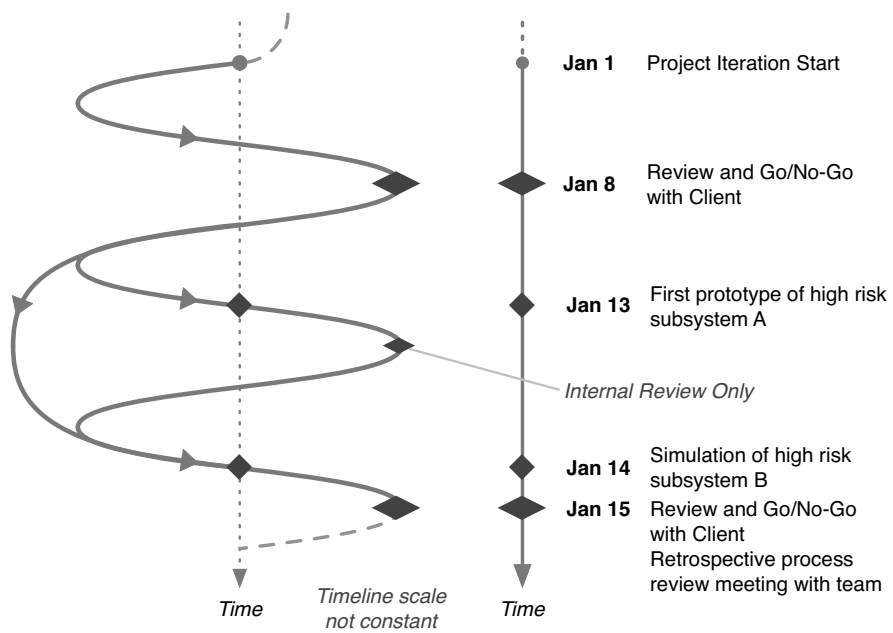 Jan 1 Project Iteration Start
Jan 8 Review and Go/No-Go
with Client
Jan 13 First prototype of high risk
subsystem A
Internal Review Only
Jan 14 Simulation of high risk
subsystem B
Jan 15 Review and Go/No-Go
with Client
Retrospective process
review meeting with team
Time
Timeline scale
not constant
Time